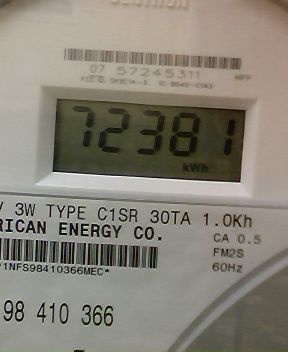 07 57245311
72381
kWh
V 3W TYPE C1SR 30TA 1.0Kh
RICAN ENERGY CO.
CA 0.5
FM2S
60Hz
*1NFS98410366MEC*
98 410 366